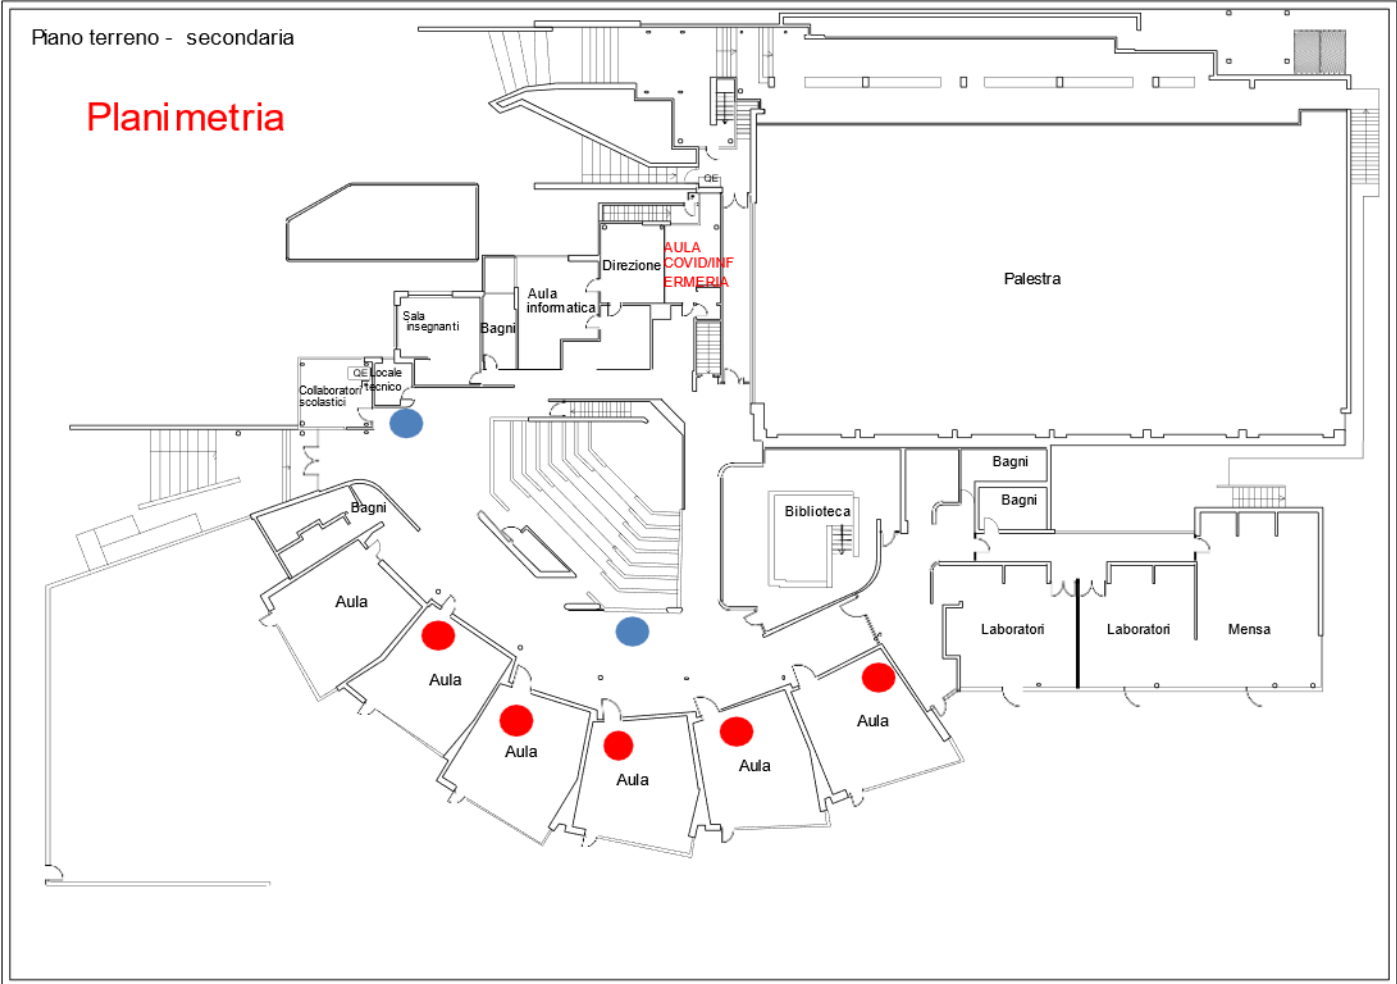 Piano terreno - secondaria
Planimetria
QE
AULA
COVID/INF
ERMERIA
Direzione
Palestra
Aula
informatica
Sala
insegnanti
Bagni
QE
Locale
tecnico
Collaboratori
scolastici
Bagni
Bagni
Bagni
Biblioteca
Aula
Laboratori
Laboratori
Mensa
Aula
Aula
Aula
Aula
Aula